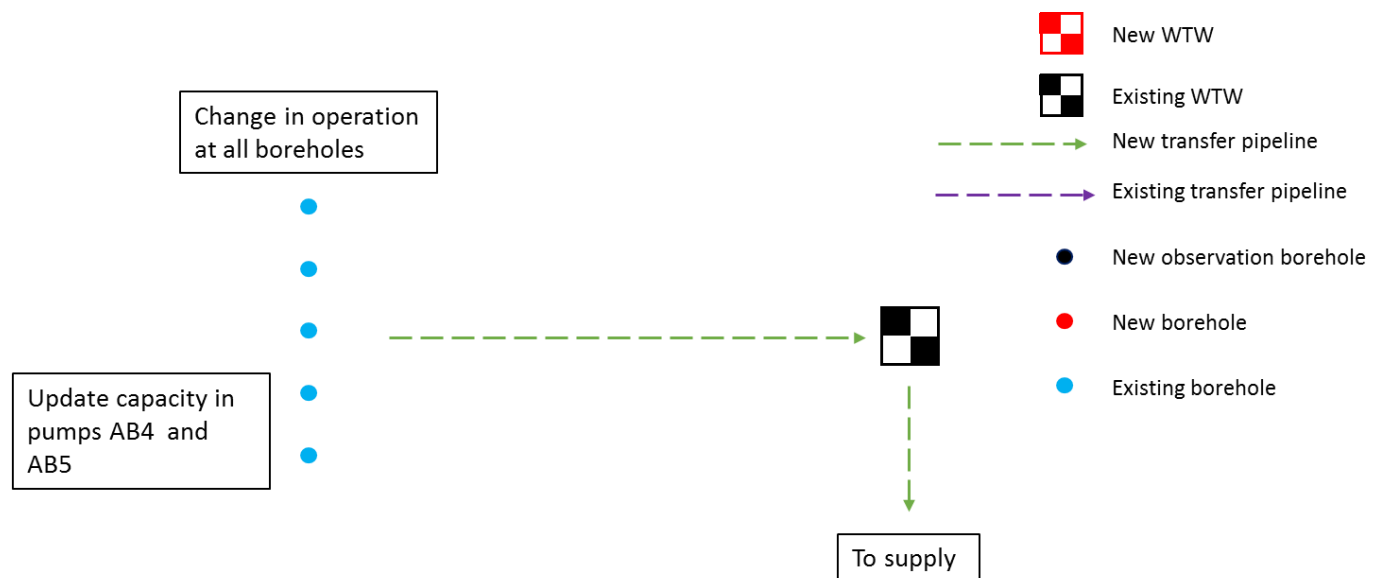 Change in operation
at all boreholes
Update capacity in
pumps AB4  and
AB5
To supply
New WTW
Existing WTW
New transfer pipeline
Existing transfer pipeline
New observation borehole
New borehole
Existing borehole